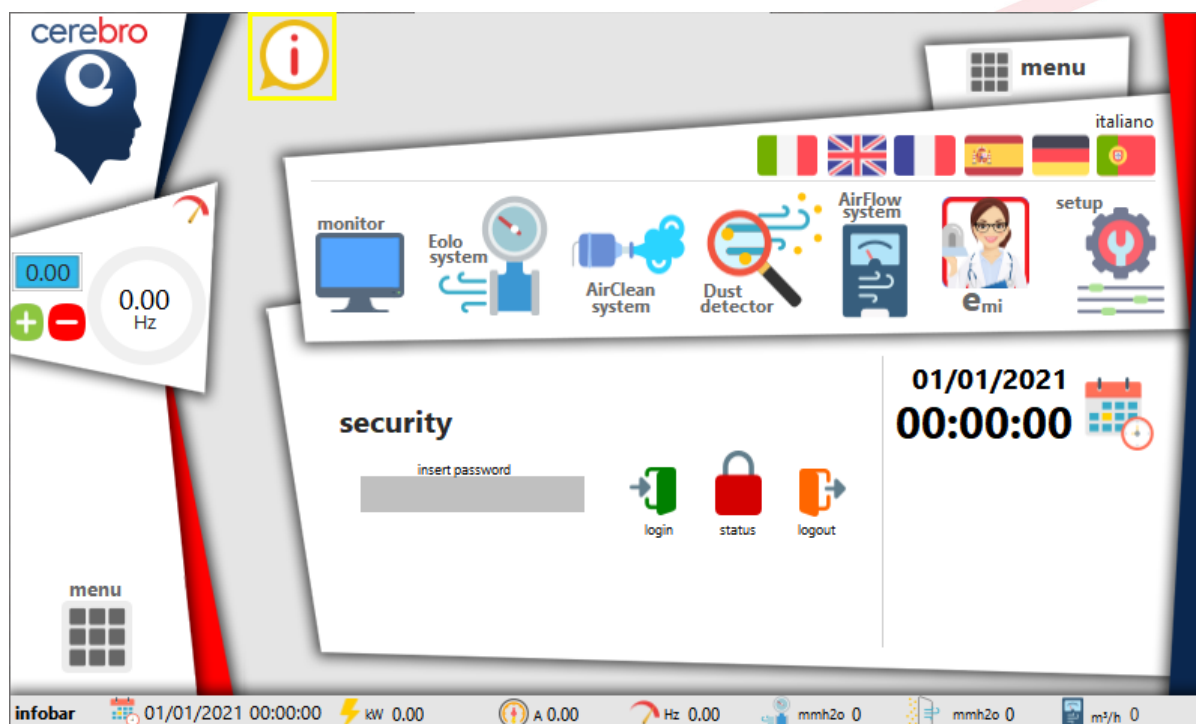 cerebro
i
menu
italiano
monitor
Eolo
system
AirClean
system
Dust
detector
AirFlow
system
emi
setup
0.00
0.00
Hz
security
insert password
login
status
logout
01/01/2021
00:00:00
menu
infobar 01/01/2021 00:00:00 kW 0.00 A 0.00 Hz 0.00 mmh2o 0 mmh2o 0 m³/h 0